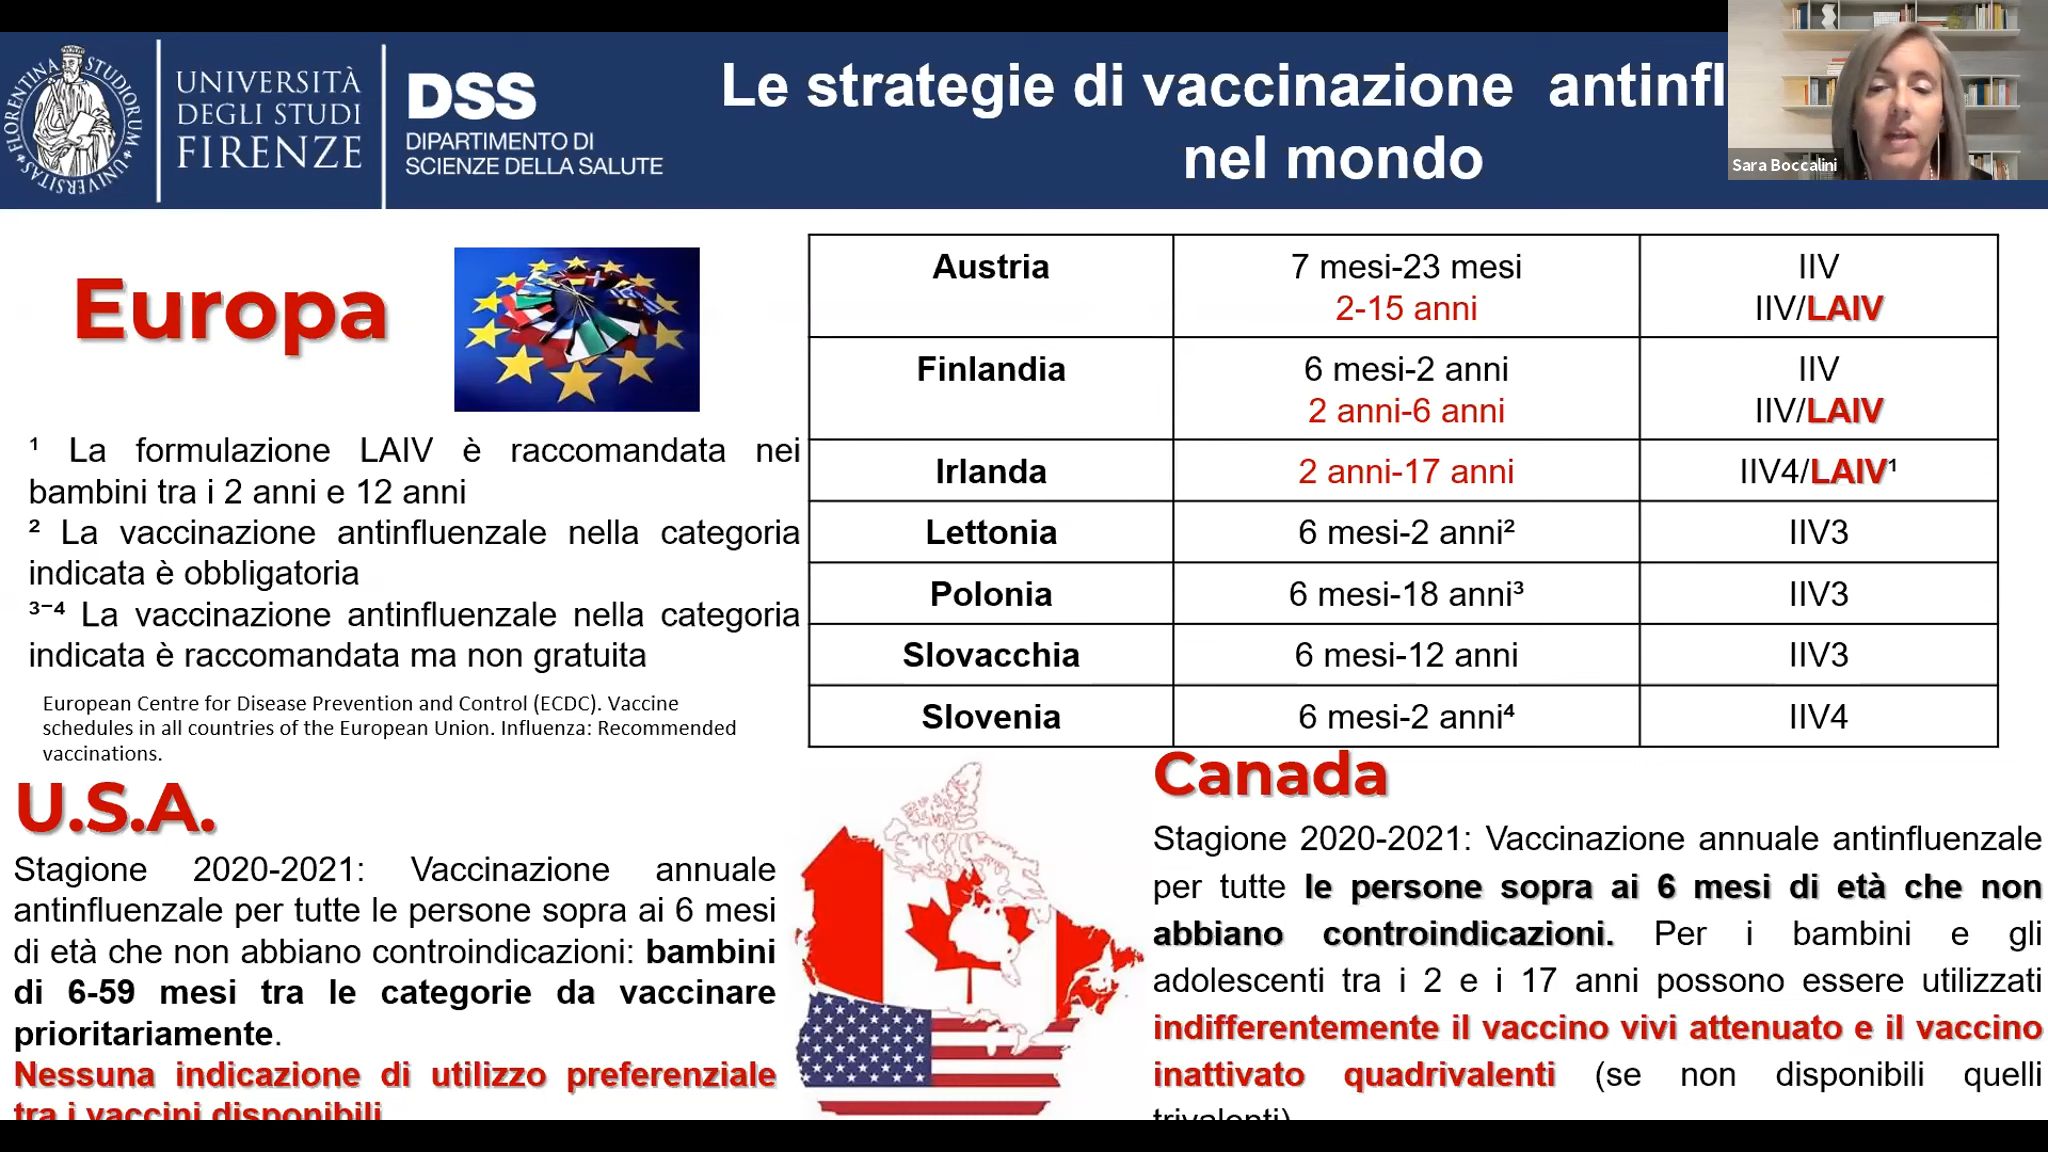 FLORENTINA STUDIORUM UNIVERSITAS
UNIVERSITÀ
DEGLI STUDI
FIRENZE
DSS
DIPARTIMENTO DI
SCIENZE DELLA SALUTE
Le strategie di vaccinazione antinfl
nel mondo
Sara Boccalini
Europa
¹ La formulazione LAIV è raccomandata nei
bambini tra i 2 anni e 12 anni
² La vaccinazione antinfluenzale nella categoria
indicata è obbligatoria
³⁻⁴ La vaccinazione antinfluenzale nella categoria
indicata è raccomandata ma non gratuita
European Centre for Disease Prevention and Control (ECDC). Vaccine
schedules in all countries of the European Union. Influenza: Recommended
vaccinations.
Austria 7 mesi-23 mesi IIV
2-15 anni IIV/LAIV
Finlandia 6 mesi-2 anni IIV
2 anni-6 anni IIV/LAIV
Irlanda 2 anni-17 anni IIV4/LAIV¹
Lettonia 6 mesi-2 anni² IIV3
Polonia 6 mesi-18 anni³ IIV3
Slovacchia 6 mesi-12 anni IIV3
Slovenia 6 mesi-2 anni⁴ IIV4
U.S.A.
Stagione 2020-2021: Vaccinazione annuale
antinfluenzale per tutte le persone sopra ai 6 mesi
di età che non abbiano controindicazioni: bambini
di 6-59 mesi tra le categorie da vaccinare
prioritariamente.
Nessuna indicazione di utilizzo preferenziale
tra i vaccini disponibili
Canada
Stagione 2020-2021: Vaccinazione annuale antinfluenzale
per tutte le persone sopra ai 6 mesi di età che non
abbiano controindicazioni. Per i bambini e gli
adolescenti tra i 2 e i 17 anni possono essere utilizzati
indifferentemente il vaccino vivi attenuato e il vaccino
inattivato quadrivalenti (se non disponibili quelli
trivalenti)